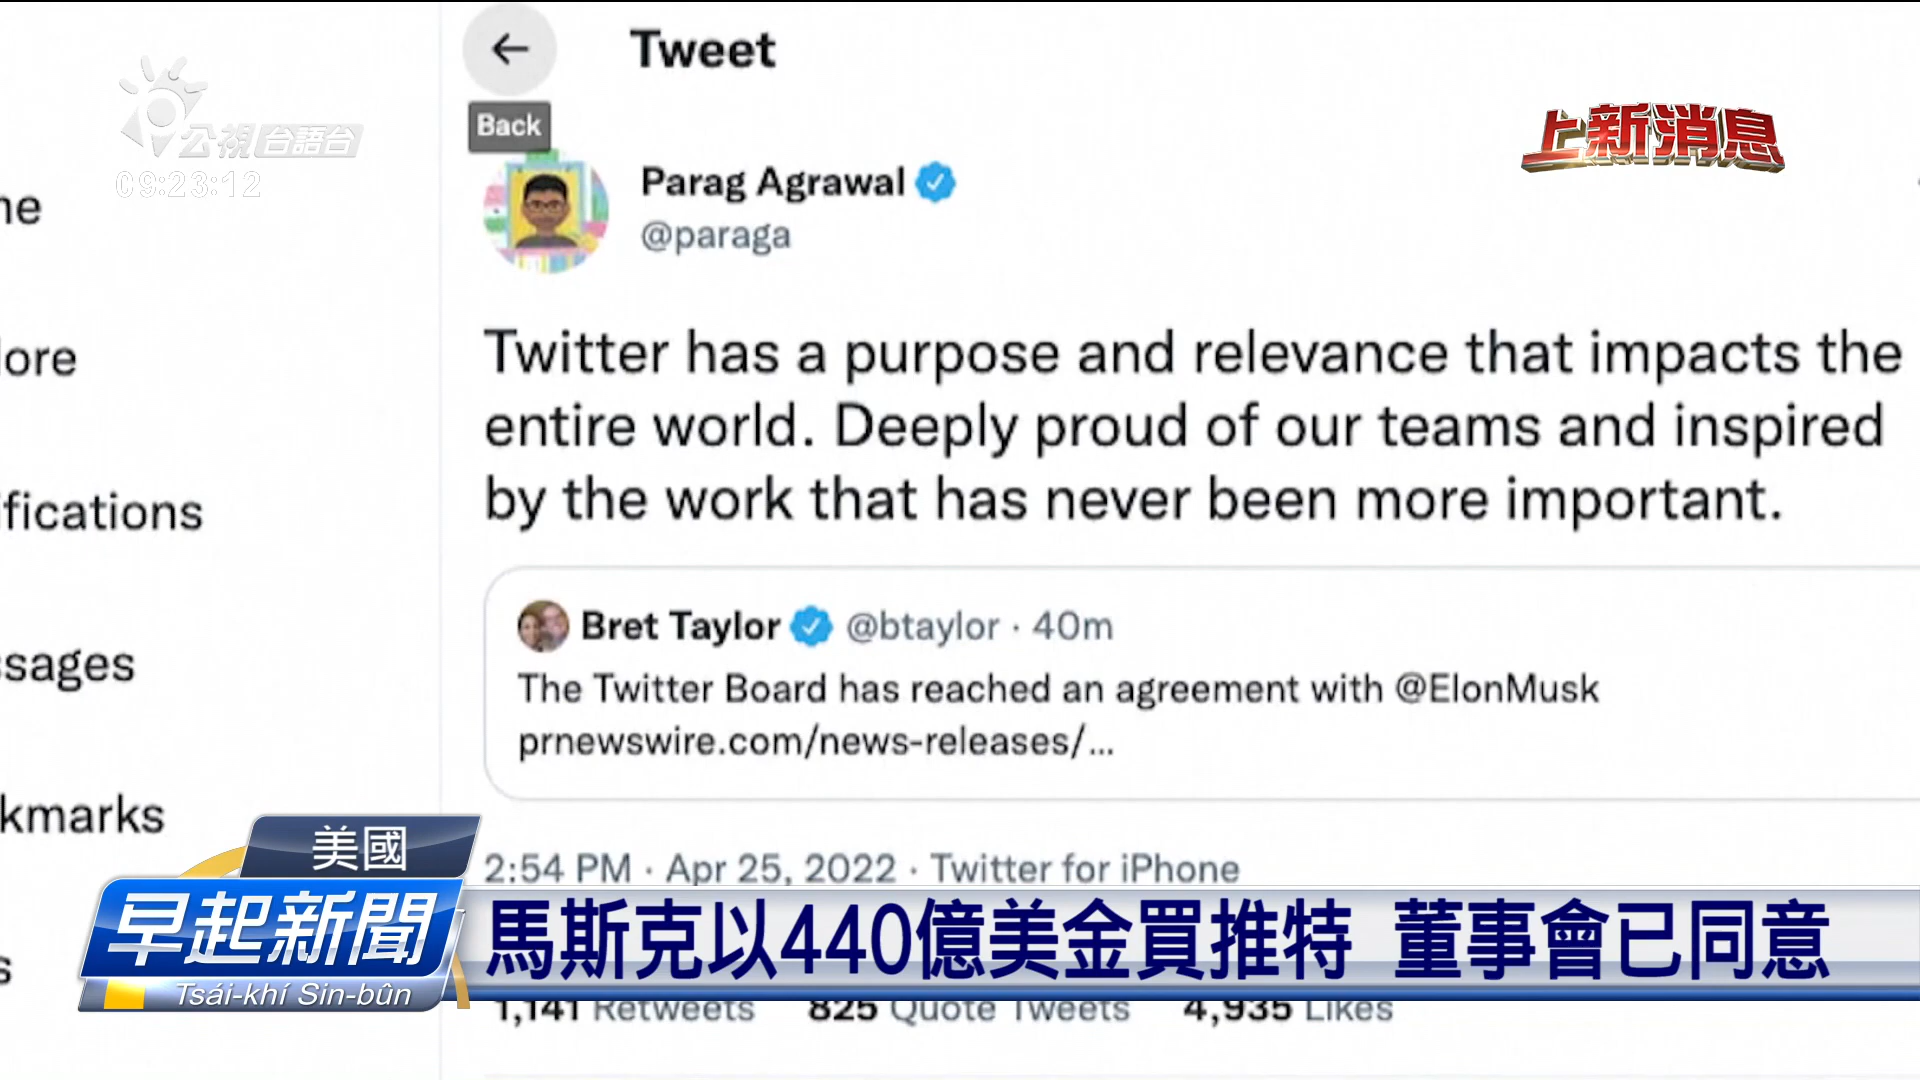 Tweet
Back
公視台語台
09:23:12
上新消息
Parag Agrawal
@paraga
Twitter has a purpose and relevance that impacts the
entire world. Deeply proud of our teams and inspired
by the work that has never been more important.
Bret Taylor @btaylor · 40m
The Twitter Board has reached an agreement with @ElonMusk
prnewswire.com/news-releases/...
2:54 PM · Apr 25, 2022 · Twitter for iPhone
1,141 Retweets 825 Quote Tweets 4,935 Likes
ne
lore
ifications
ssages
kmarks
s
美國
早起新聞
Tsái-khí Sin-bûn
馬斯克以440億美金買推特 董事會已同意